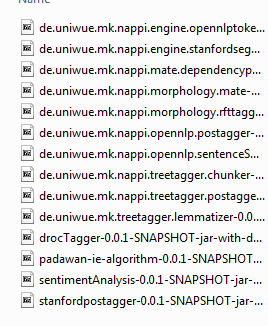 Name
de.uniwue.mk.nappi.engine.opennlptoke...
de.uniwue.mk.nappi.engine.stanfordseg...
de.uniwue.mk.nappi.mate.dependencyp...
de.uniwue.mk.nappi.morphology.mate-...
de.uniwue.mk.nappi.morphology.rfttagg...
de.uniwue.mk.nappi.opennlp.postagger-...
de.uniwue.mk.nappi.opennlp.sentenceS...
de.uniwue.mk.nappi.treetagger.chunker-...
de.uniwue.mk.nappi.treetagger.postagge...
de.uniwue.mk.treetagger.lemmatizer-0.0....
drocTagger-0.0.1-SNAPSHOT-jar-with-d...
padawan-ie-algorithm-0.0.1-SNAPSHOT...
sentimentAnalysis-0.0.1-SNAPSHOT-jar-...
stanfordpostagger-0.0.1-SNAPSHOT-jar-...